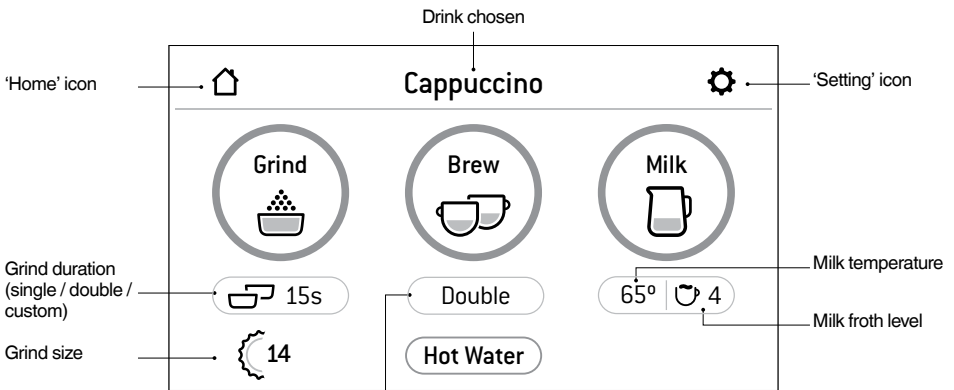 Drink chosen
'Home' icon
Cappuccino
'Setting' icon
Grind
Brew
Milk
Grind duration
(single / double /
custom)
15s
Double
65º
4
Milk temperature
Milk froth level
Grind size
14
Hot Water